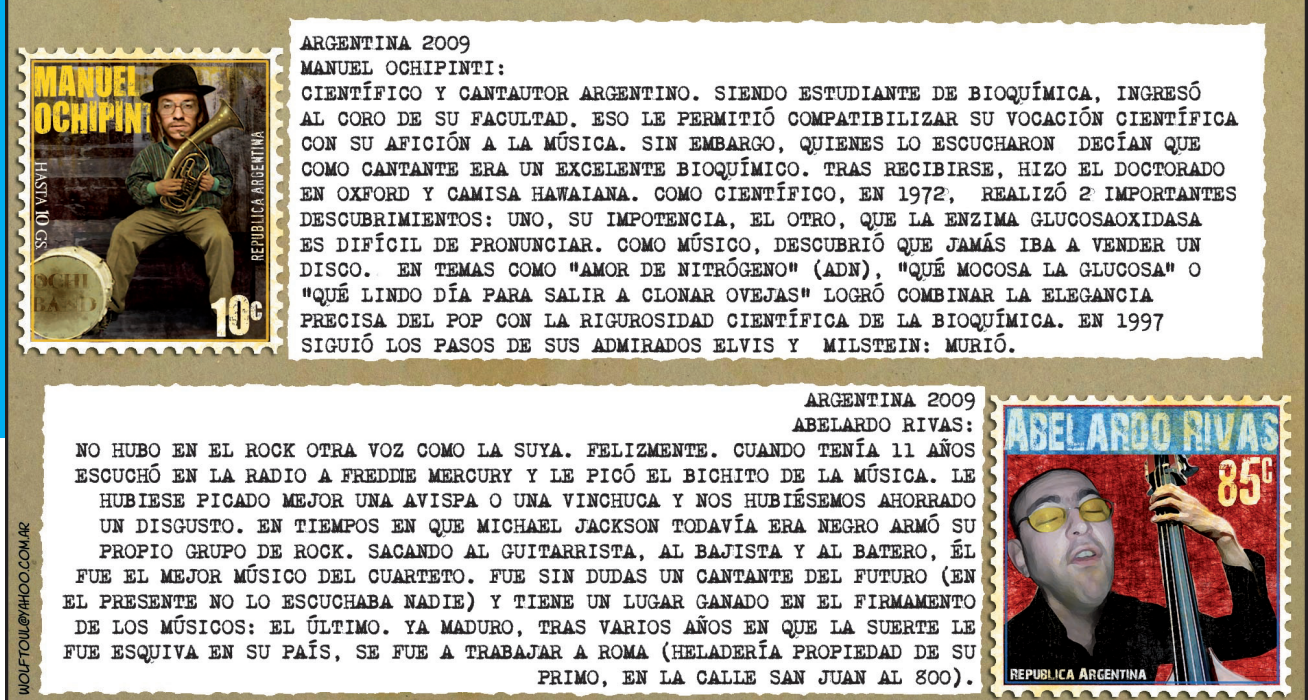 MANUEL
OCHIPINTI
HASTA 10 GS.
REPUBLICA ARGENTINA
OCHI
BAND
10c
ARGENTINA 2009
MANUEL OCHIPINTI:
CIENTÍFICO Y CANTAUTOR ARGENTINO. SIENDO ESTUDIANTE DE BIOQUÍMICA, INGRESÓ
AL CORO DE SU FACULTAD. ESO LE PERMITIÓ COMPATIBILIZAR SU VOCACIÓN CIENTÍFICA
CON SU AFICIÓN A LA MÚSICA. SIN EMBARGO, QUIENES LO ESCUCHARON DECÍAN QUE
COMO CANTANTE ERA UN EXCELENTE BIOQUÍMICO. TRAS RECIBIRSE, HIZO EL DOCTORADO
EN OXFORD Y CAMISA HAWAIANA. COMO CIENTÍFICO, EN 1972, REALIZÓ 2 IMPORTANTES
DESCUBRIMIENTOS: UNO, SU IMPOTENCIA, EL OTRO, QUE LA ENZIMA GLUCOSAOXIDASA
ES DIFÍCIL DE PRONUNCIAR. COMO MÚSICO, DESCUBRIÓ QUE JAMÁS IBA A VENDER UN
DISCO. EN TEMAS COMO "AMOR DE NITRÓGENO" (ADN), "QUÉ MOCOSA LA GLUCOSA" O
"QUÉ LINDO DÍA PARA SALIR A CLONAR OVEJAS" LOGRÓ COMBINAR LA ELEGANCIA
PRECISA DEL POP CON LA RIGUROSIDAD CIENTÍFICA DE LA BIOQUÍMICA. EN 1997
SIGUIÓ LOS PASOS DE SUS ADMIRADOS ELVIS Y MILSTEIN: MURIÓ.
ARGENTINA 2009
ABELARDO RIVAS:
NO HUBO EN EL ROCK OTRA VOZ COMO LA SUYA. FELIZMENTE. CUANDO TENÍA 11 AÑOS
ESCUCHÓ EN LA RADIO A FREDDIE MERCURY Y LE PICÓ EL BICHITO DE LA MÚSICA. LE
HUBIESE PICADO MEJOR UNA AVISPA O UNA VINCHUCA Y NOS HUBIÉSEMOS AHORRADO
UN DISGUSTO. EN TIEMPOS EN QUE MICHAEL JACKSON TODAVÍA ERA NEGRO ARMÓ SU
PROPIO GRUPO DE ROCK. SACANDO AL GUITARRISTA, AL BAJISTA Y AL BATERO, ÉL
FUE EL MEJOR MÚSICO DEL CUARTETO. FUE SIN DUDAS UN CANTANTE DEL FUTURO (EN
EL PRESENTE NO LO ESCUCHABA NADIE) Y TIENE UN LUGAR GANADO EN EL FIRMAMENTO
DE LOS MÚSICOS: EL ÚLTIMO. YA MADURO, TRAS VARIOS AÑOS EN QUE LA SUERTE LE
FUE ESQUIVA EN SU PAÍS, SE FUE A TRABAJAR A ROMA (HELADERÍA PROPIEDAD DE SU
PRIMO, EN LA CALLE SAN JUAN AL 800).
ABELARDO RIVAS
85c
REPUBLICA ARGENTINA
WOLFTOUL@YAHOO.COM.AR